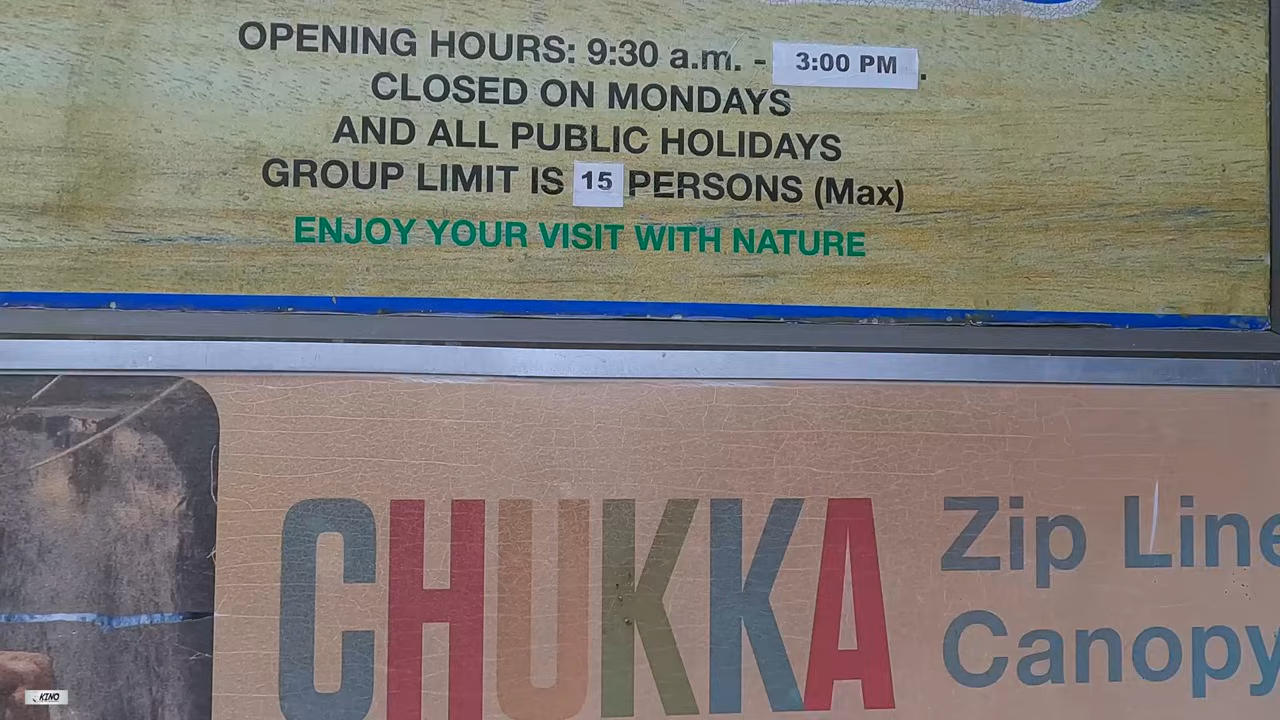 OPENING HOURS: 9:30 a.m. - 3:00 PM.
CLOSED ON MONDAYS
AND ALL PUBLIC HOLIDAYS
GROUP LIMIT IS 15 PERSONS (Max)
ENJOY YOUR VISIT WITH NATURE
CHUKKA
Zip Line
Canopy
KINO